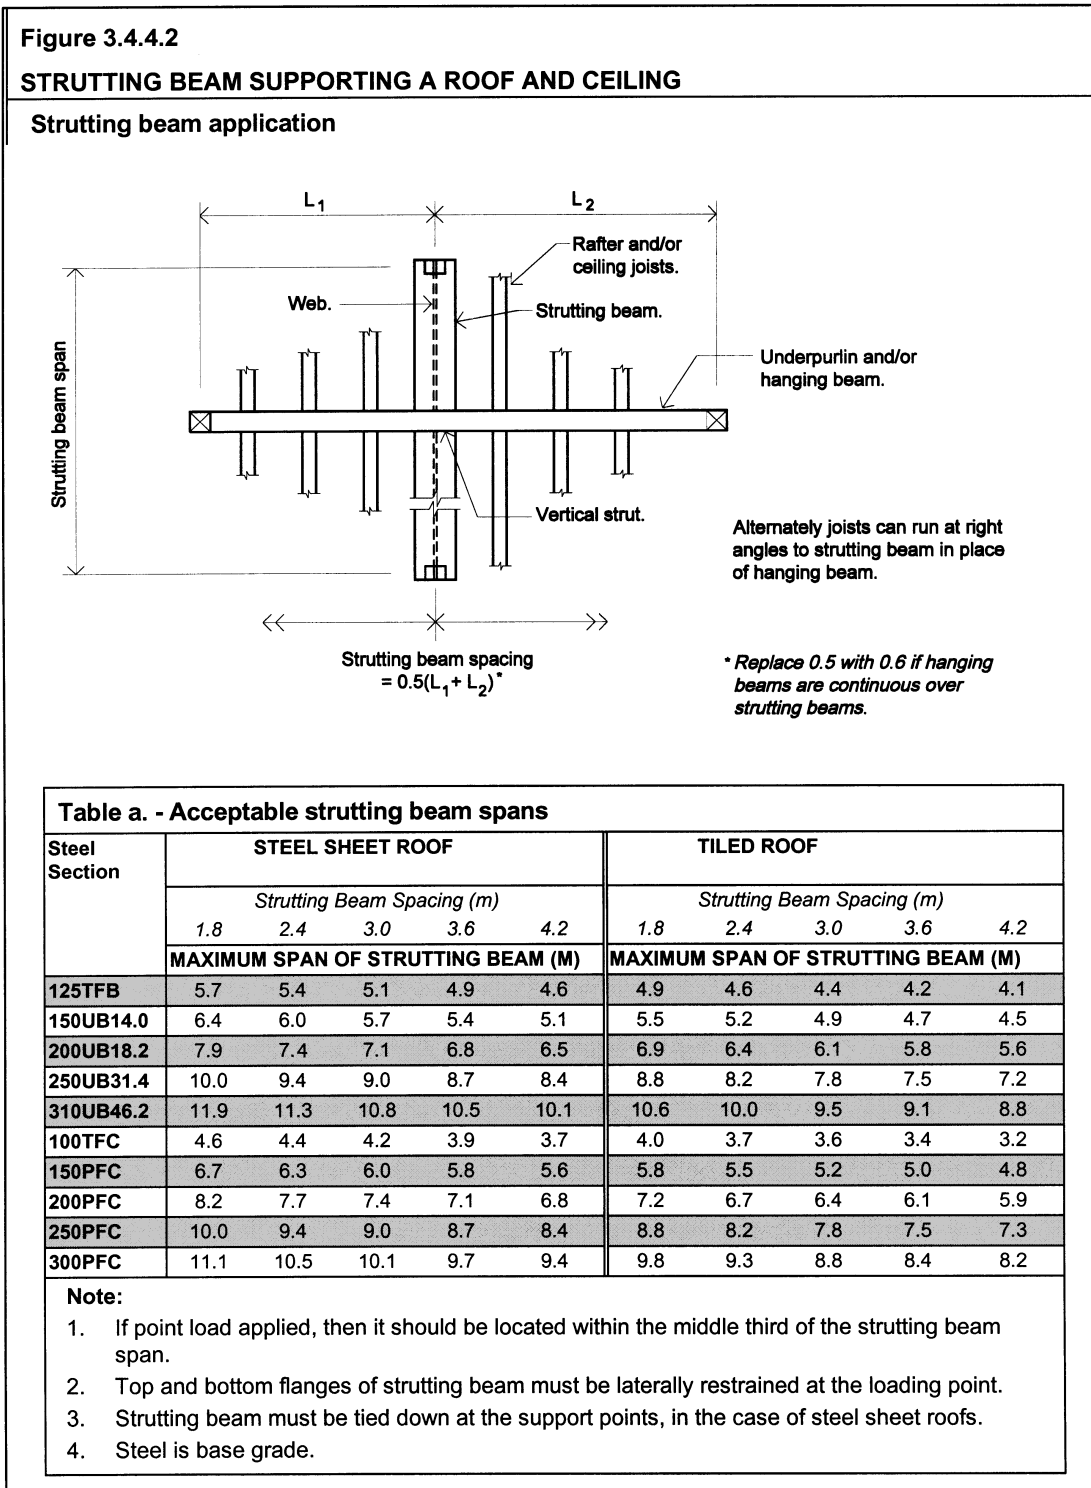 Figure 3.4.4.2
STRUTTING BEAM SUPPORTING A ROOF AND CEILING
Strutting beam application
L1
L2
Rafter and/or
ceiling joists.
Web.
Strutting beam.
Underpurlin and/or
hanging beam.
Strutting beam span
Vertical strut.
Alternately joists can run at right
angles to strutting beam in place
of hanging beam.
Strutting beam spacing
= 0.5(L1+ L2)*
* Replace 0.5 with 0.6 if hanging
beams are continuous over
strutting beams.
Table a. - Acceptable strutting beam spans
Steel
Section
STEEL SHEET ROOF
TILED ROOF
Strutting Beam Spacing (m)
Strutting Beam Spacing (m)
1.8 2.4 3.0 3.6 4.2 1.8 2.4 3.0 3.6 4.2
MAXIMUM SPAN OF STRUTTING BEAM (M) MAXIMUM SPAN OF STRUTTING BEAM (M)
125TFB 5.7 5.4 5.1 4.9 4.6 4.9 4.6 4.4 4.2 4.1
150UB14.0 6.4 6.0 5.7 5.4 5.1 5.5 5.2 4.9 4.7 4.5
200UB18.2 7.9 7.4 7.1 6.8 6.5 6.9 6.4 6.1 5.8 5.6
250UB31.4 10.0 9.4 9.0 8.7 8.4 8.8 8.2 7.8 7.5 7.2
310UB46.2 11.9 11.3 10.8 10.5 10.1 10.6 10.0 9.5 9.1 8.8
100TFC 4.6 4.4 4.2 3.9 3.7 4.0 3.7 3.6 3.4 3.2
150PFC 6.7 6.3 6.0 5.8 5.6 5.8 5.5 5.2 5.0 4.8
200PFC 8.2 7.7 7.4 7.1 6.8 7.2 6.7 6.4 6.1 5.9
250PFC 10.0 9.4 9.0 8.7 8.4 8.8 8.2 7.8 7.5 7.3
300PFC 11.1 10.5 10.1 9.7 9.4 9.8 9.3 8.8 8.4 8.2
Note:
1. If point load applied, then it should be located within the middle third of the strutting beam
span.
2. Top and bottom flanges of strutting beam must be laterally restrained at the loading point.
3. Strutting beam must be tied down at the support points, in the case of steel sheet roofs.
4. Steel is base grade.